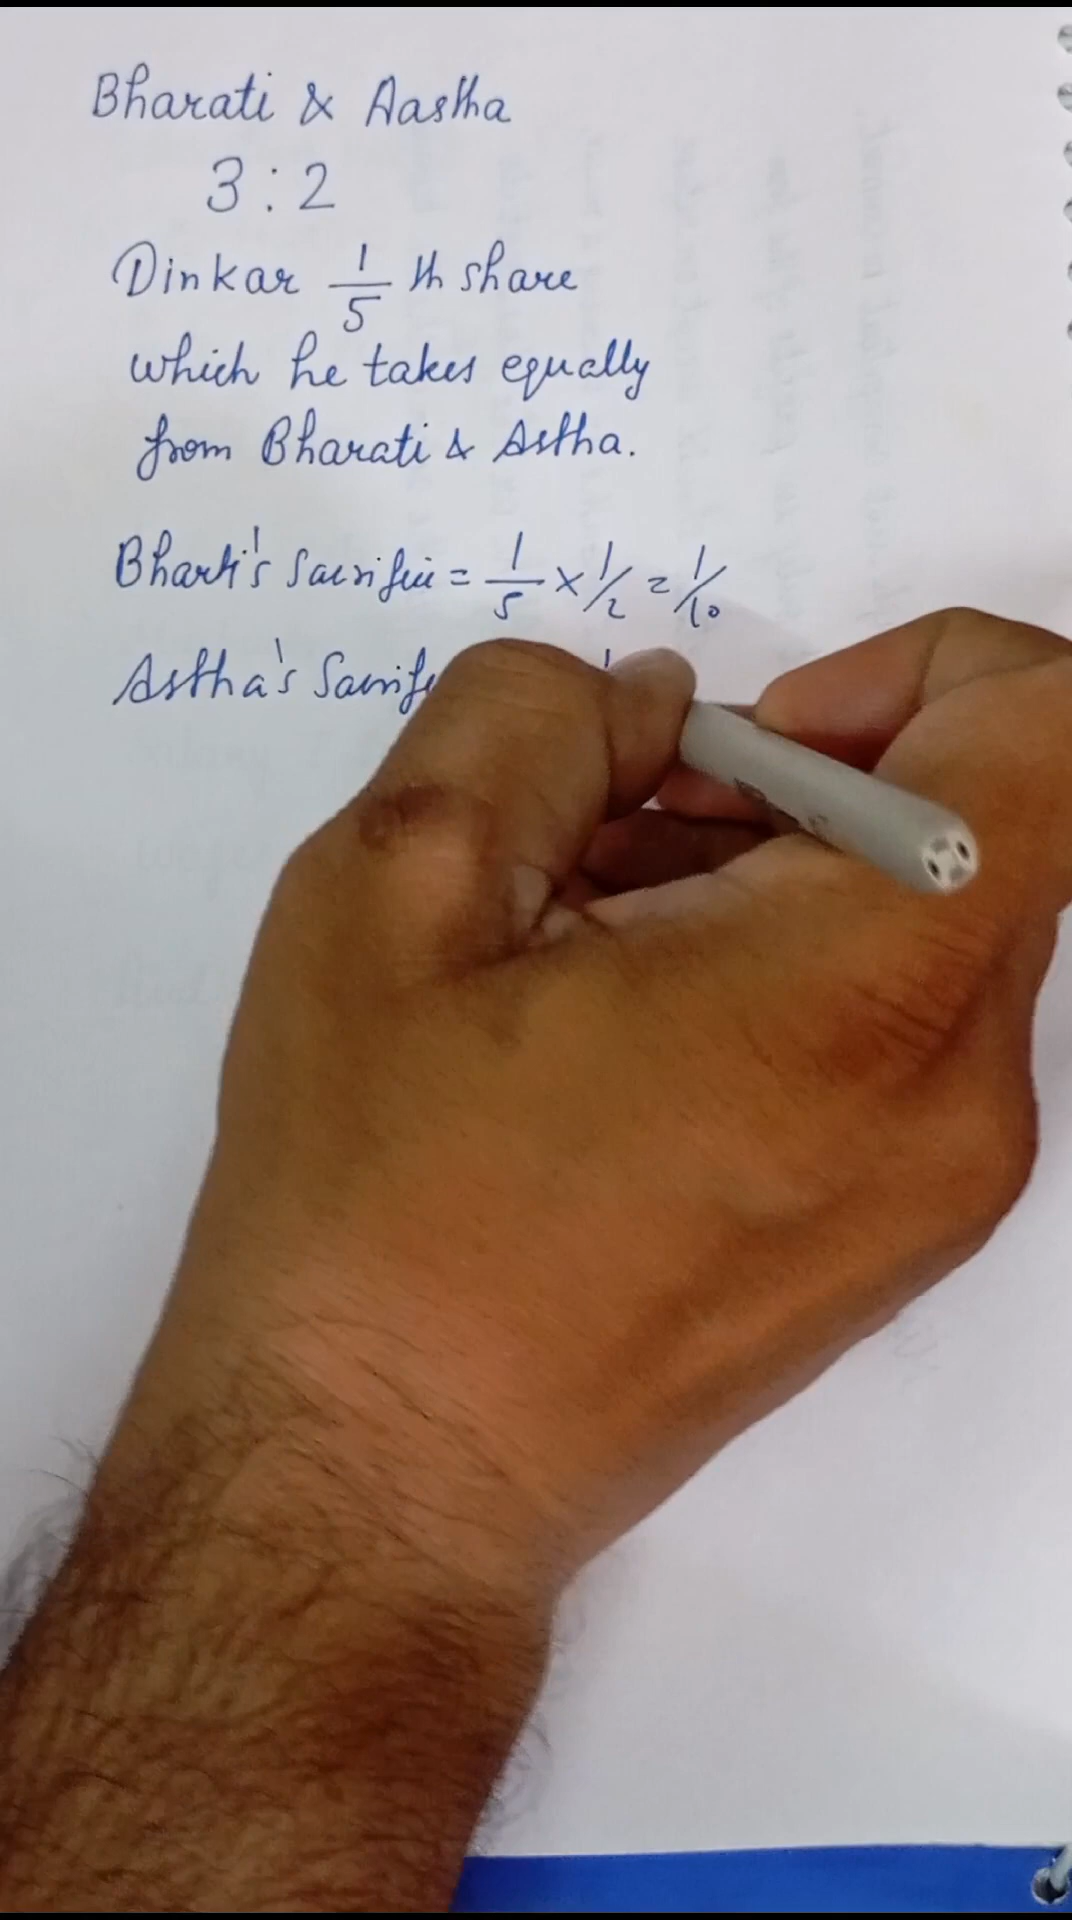 Bharati & Aastha
3 : 2
Dinkar 1/5 th share
which he takes equally
from Bharati & Astha.
Bharti's Sacrifice = 1/5 × 1/2 = 1/10
Astha's